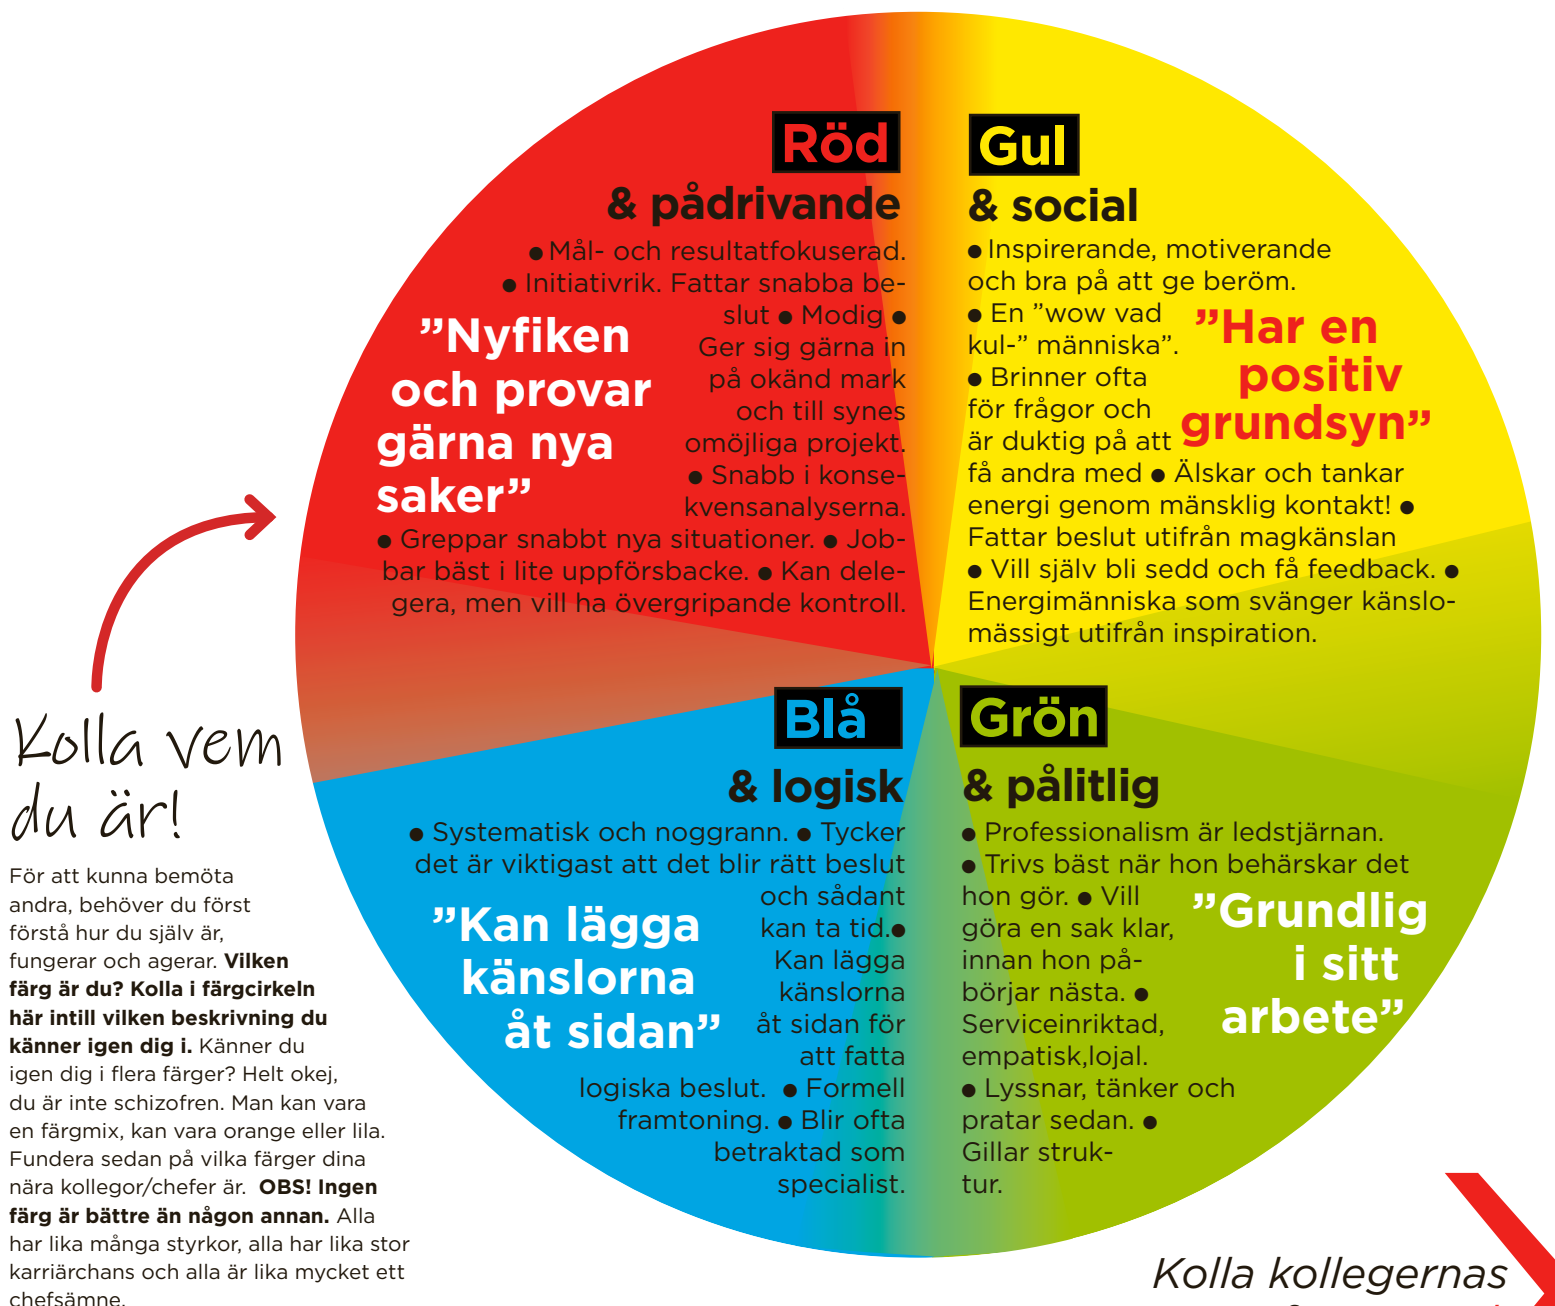 Röd
& pådrivande
● Mål- och resultatfokuserad.
● Initiativrik. Fattar snabba be-
slut ● Modig ●
Ger sig gärna in
på okänd mark
och till synes
omöjliga projekt.
● Snabb i konse-
kvensanalyserna.
● Greppar snabbt nya situationer. ● Job-
bar bäst i lite uppförsbacke. ● Kan dele-
gera, men vill ha övergripande kontroll.
”Nyfiken
och provar
gärna nya
saker”
Gul
& social
● Inspirerande, motiverande
och bra på att ge beröm.
● En ”wow vad
kul-” människa”.
● Brinner ofta
för frågor och
är duktig på att
få andra med ● Älskar och tankar
energi genom mänsklig kontakt! ●
Fattar beslut utifrån magkänslan
● Vill själv bli sedd och få feedback. ●
Energimänniska som svänger känslo-
mässigt utifrån inspiration.
”Har en
positiv
grundsyn”
Blå
& logisk
● Systematisk och noggrann. ● Tycker
det är viktigast att det blir rätt beslut
och sådant
kan ta tid.●
Kan lägga
känslorna
åt sidan för
att fatta
logiska beslut. ● Formell
framtoning. ● Blir ofta
betraktad som
specialist.
”Kan lägga
känslorna
åt sidan”
Grön
& pålitlig
● Professionalism är ledstjärnan.
● Trivs bäst när hon behärskar det
hon gör. ● Vill
göra en sak klar,
innan hon på-
börjar nästa. ●
Serviceinriktad,
empatisk,lojal.
● Lyssnar, tänker och
pratar sedan. ●
Gillar struk-
tur.
”Grundlig
i sitt
arbete”
Kolla vem
du är!
För att kunna bemöta
andra, behöver du först
förstå hur du själv är,
fungerar och agerar. Vilken
färg är du? Kolla i färgcirkeln
här intill vilken beskrivning du
känner igen dig i. Känner du
igen dig i flera färger? Helt okej,
du är inte schizofren. Man kan vara
en färgmix, kan vara orange eller lila.
Fundera sedan på vilka färger dina
nära kollegor/chefer är. OBS! Ingen
färg är bättre än någon annan. Alla
har lika många styrkor, alla har lika stor
karriärchans och alla är lika mycket ett
chefsämne.
Kolla kollegernas